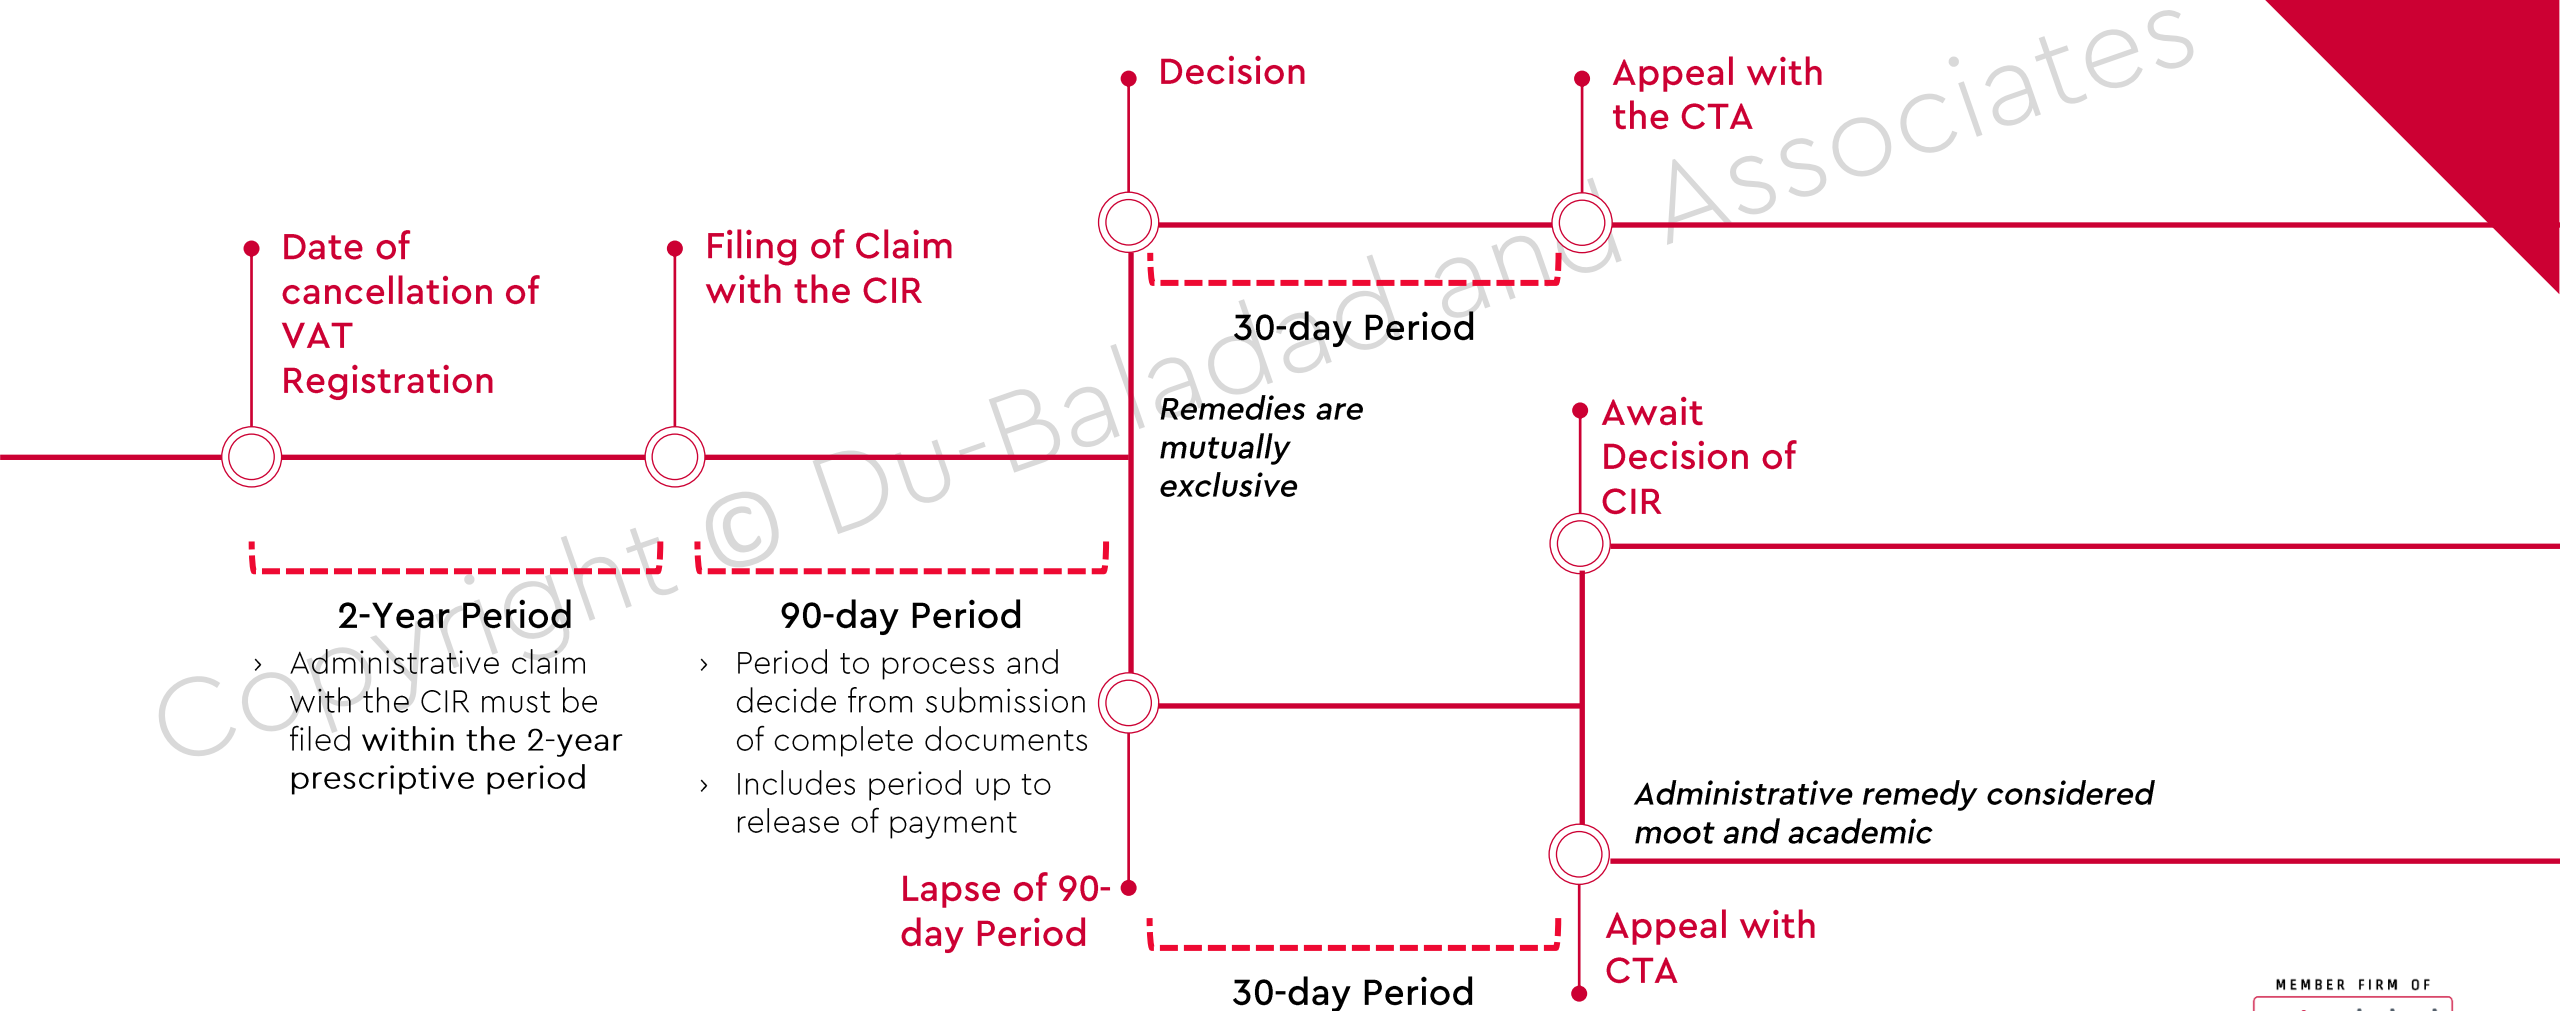 Decision
Appeal with
the CTA
Date of
cancellation of
VAT
Registration
Filing of Claim
with the CIR
30-day Period
Remedies are
mutually
exclusive
Await
Decision of
CIR
2-Year Period
› Administrative claim
with the CIR must be
filed within the 2-year
prescriptive period
90-day Period
› Period to process and
decide from submission
of complete documents
› Includes period up to
release of payment
Lapse of 90-
day Period
Administrative remedy considered
moot and academic
30-day Period
Appeal with
CTA
Copyright © Du-Baladad and Associates
MEMBER FIRM OF